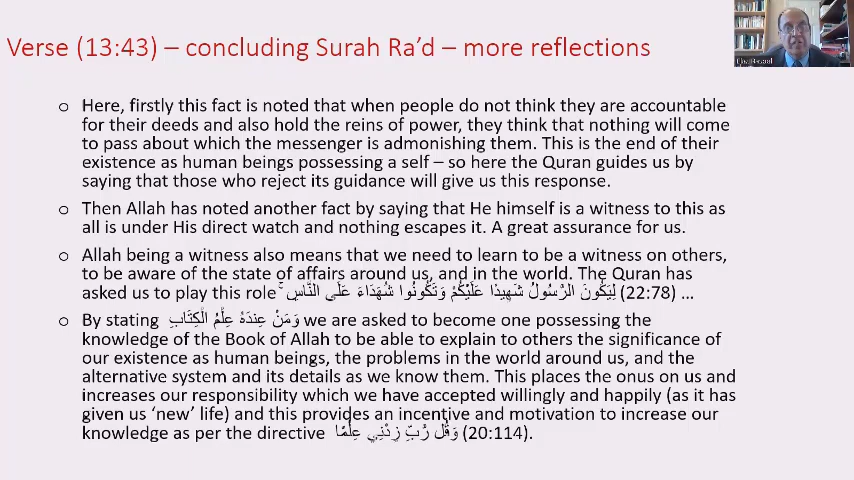 Verse (13:43) – concluding Surah Ra’d – more reflections
o Here, firstly this fact is noted that when people do not think they are accountable
for their deeds and also hold the reins of power, they think that nothing will come
to pass about which the messenger is admonishing them. This is the end of their
existence as human beings possessing a self – so here the Quran guides us by
saying that those who reject its guidance will give us this response.
o Then Allah has noted another fact by saying that He himself is a witness to this as
all is under His direct watch and nothing escapes it. A great assurance for us.
o Allah being a witness also means that we need to learn to be a witness on others,
to be aware of the state of affairs around us, and in the world. The Quran has
asked us to play this role لِيَكُونَ الرَّسُولُ شَهِيدًا عَلَيْكُمْ وَتَكُونُوا شُهَدَاءَ عَلَى النَّاسِ ۚ (22:78) …
o By stating وَمَنْ عِندَهُ عِلْمُ الْكِتَابِ we are asked to become one possessing the
knowledge of the Book of Allah to be able to explain to others the significance of
our existence as human beings, the problems in the world around us, and the
alternative system and its details as we know them. This places the onus on us and
increases our responsibility which we have accepted willingly and happily (as it has
given us ‘new’ life) and this provides an incentive and motivation to increase our
knowledge as per the directive وَقُل رَّبِّ زِدْنِي عِلْمًا (20:114).